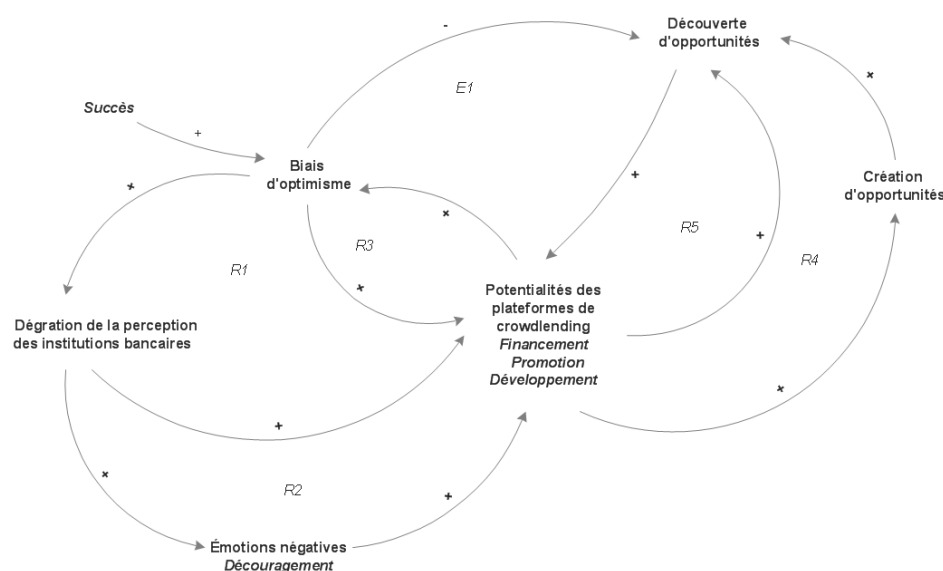 -
Découverte
d'opportunités
E1
+
Succès
+
Biais
d'optimisme
+
Création
d'opportunités
+
+
R5
+
R4
R1
R3
+
Potentialités des
plateformes de
crowdlending
Financement
Promotion
Développement
Dégration de la perception
des institutions bancaires
+
+
+
R2
+
Émotions négatives
Découragement
+